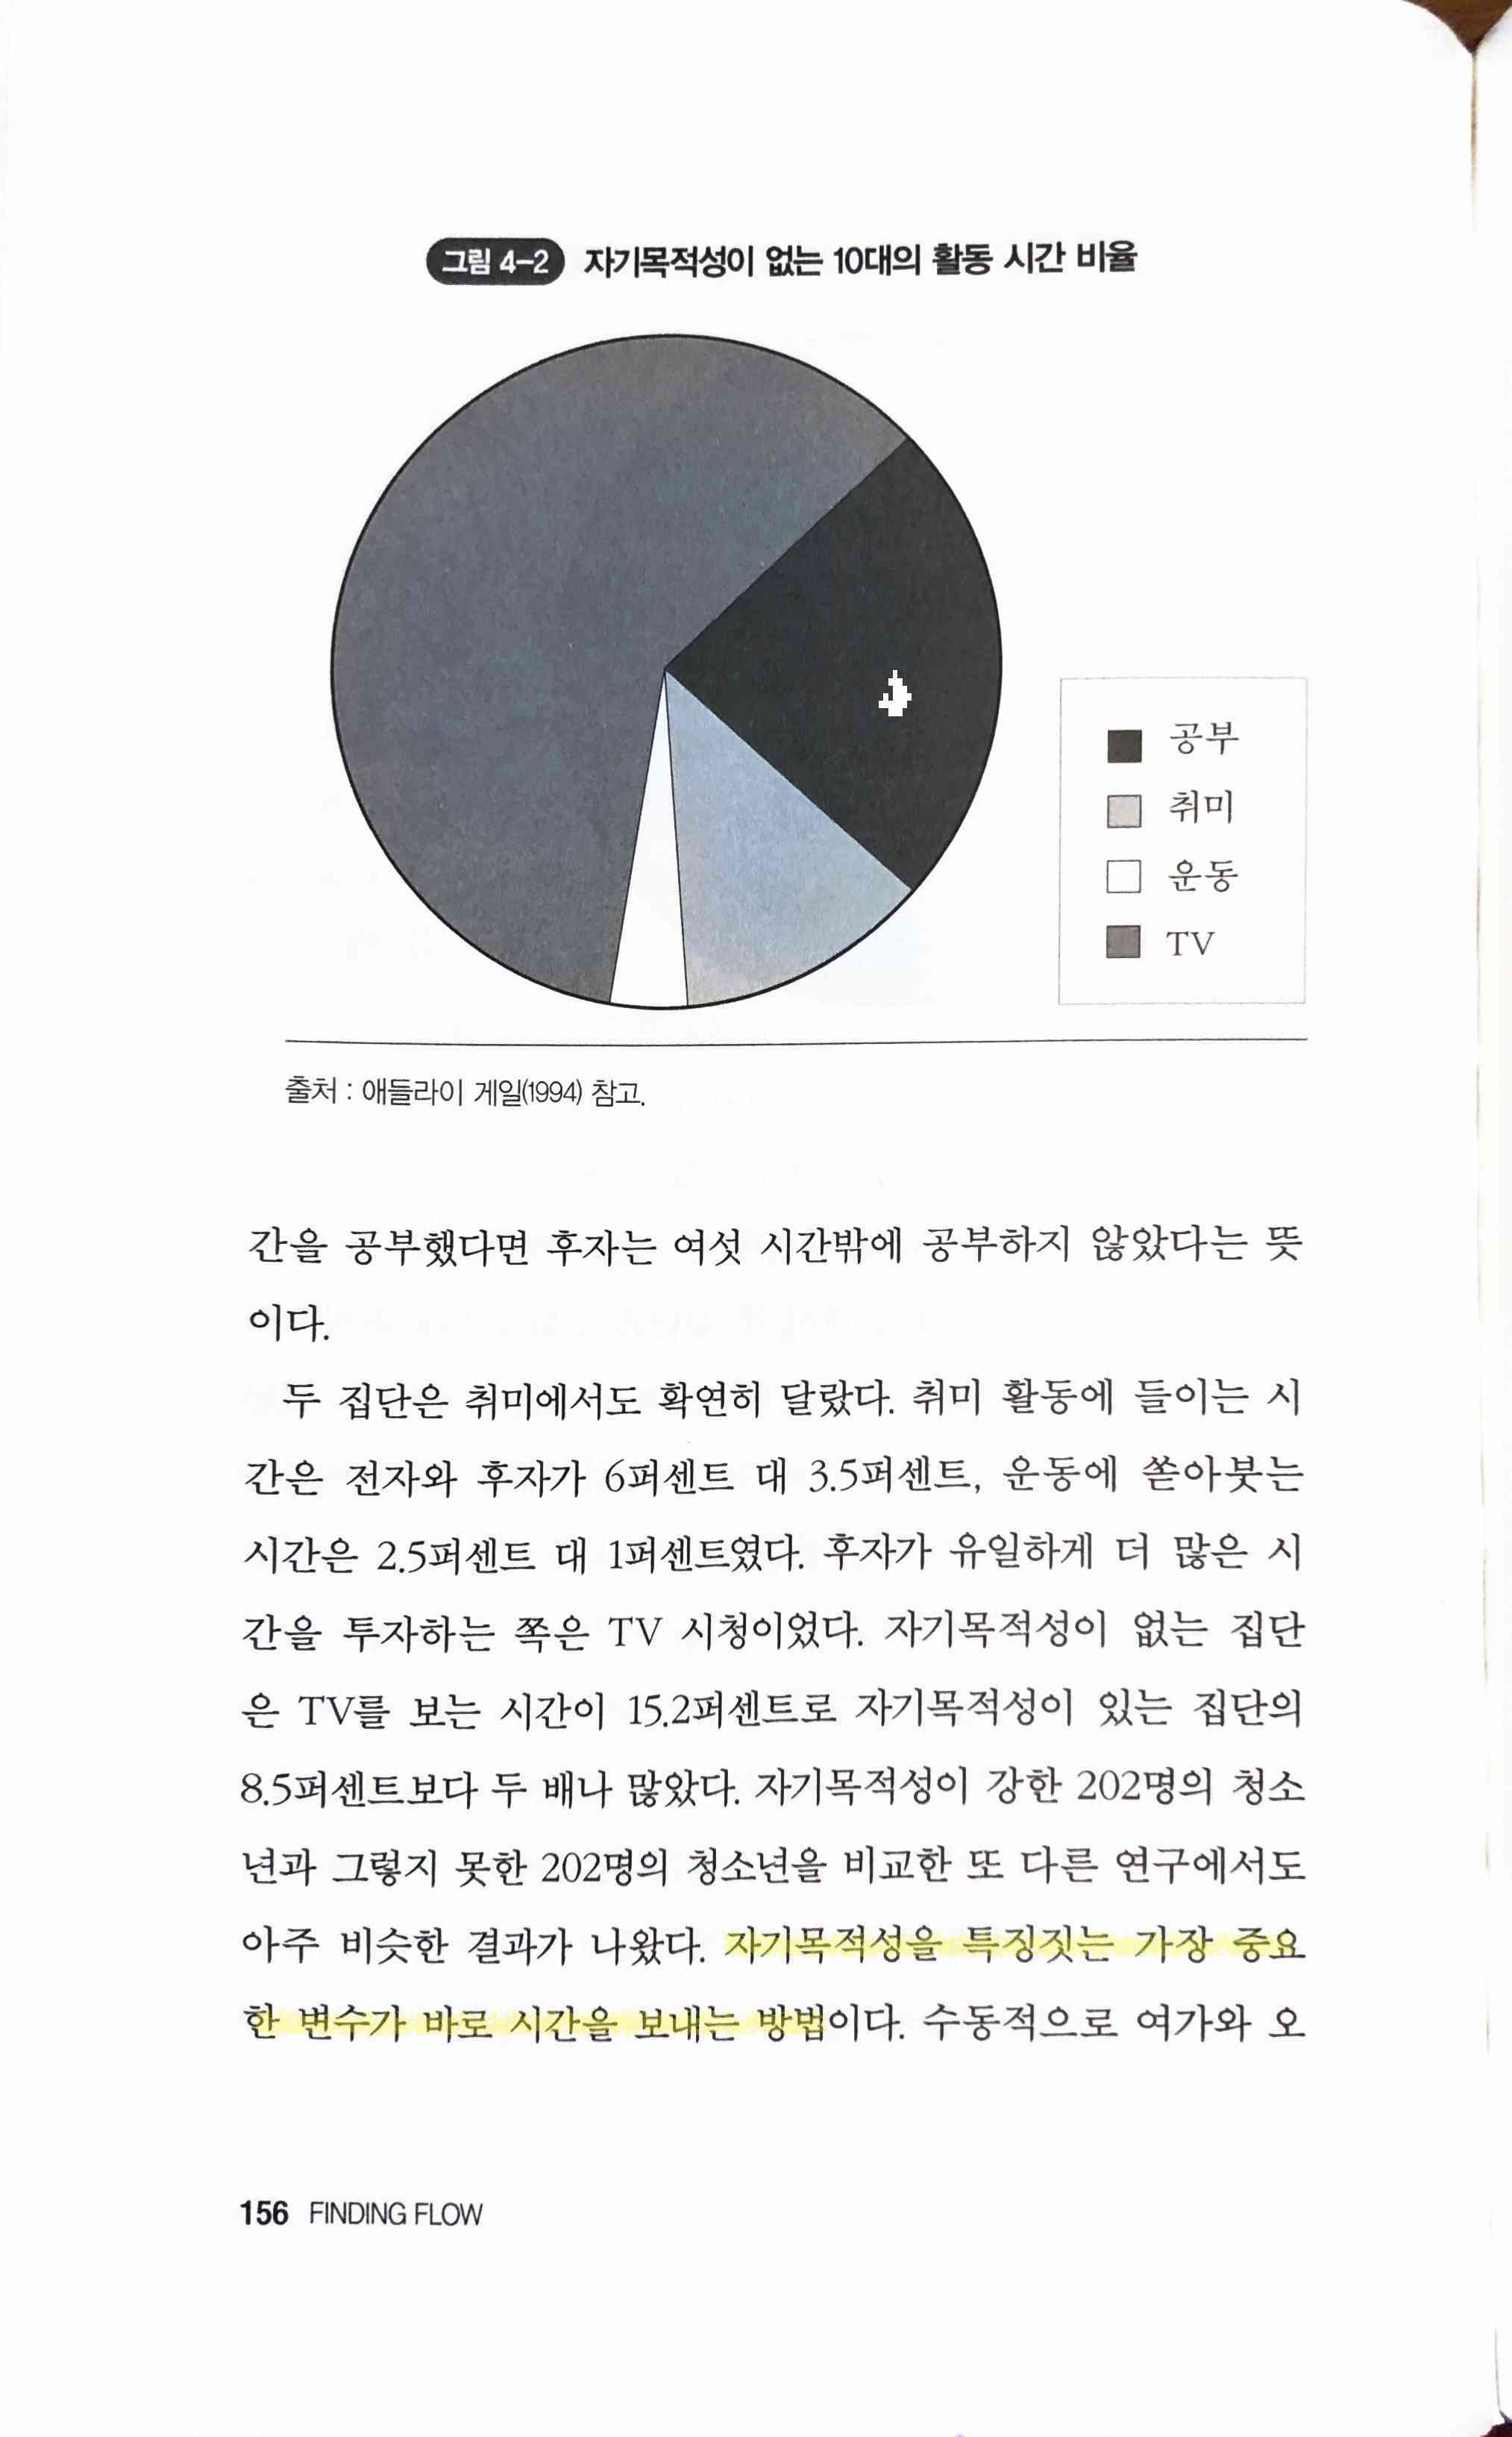 그림 4-2 자기목적성이 없는 10대의 활동 시간 비율
공부
취미
운동
TV
출처 : 애들라이 게일(1994) 참고.
간을 공부했다면 후자는 여섯 시간밖에 공부하지 않았다는 뜻
이다.
두 집단은 취미에서도 확연히 달랐다. 취미 활동에 들이는 시
간은 전자와 후자가 6퍼센트 대 3.5퍼센트, 운동에 쏟아붓는
시간은 2.5퍼센트 대 1퍼센트였다. 후자가 유일하게 더 많은 시
간을 투자하는 쪽은 TV 시청이었다. 자기목적성이 없는 집단
은 TV를 보는 시간이 15.2퍼센트로 자기목적성이 있는 집단의
8.5퍼센트보다 두 배나 많았다. 자기목적성이 강한 202명의 청소
년과 그렇지 못한 202명의 청소년을 비교한 또 다른 연구에서도
아주 비슷한 결과가 나왔다. 자기목적성을 특징짓는 가장 중요
한 변수가 바로 시간을 보내는 방법이다. 수동적으로 여가와 오
156 FINDING FLOW